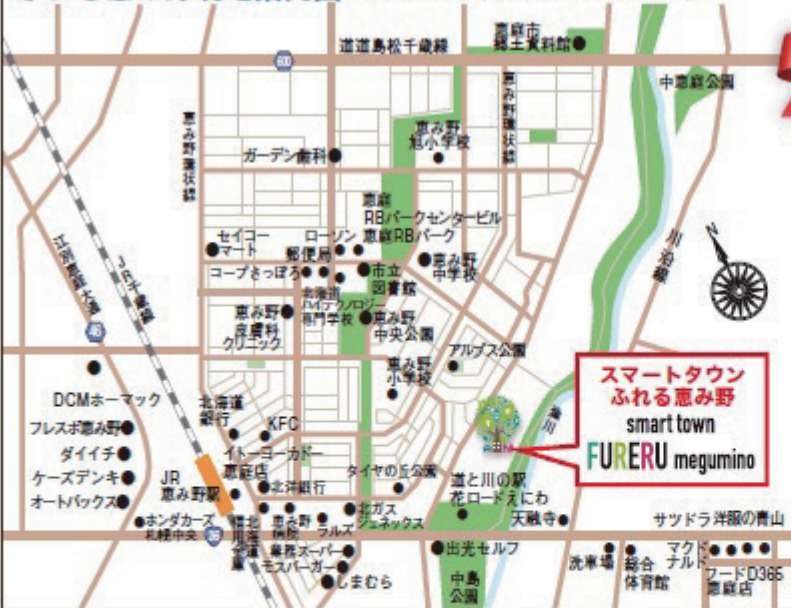 道道島松千歳線
600
恵庭市
郷土資料館
中恵庭公園
恵み野環状線
恵み野環状線
ガーデン歯科
恵み野
旭小学校
恵庭
RBパークセンタービル
恵庭RBパーク
セイコー
マート
ローソン
郵便局
コープさっぽろ
市立
図書館
恵み野
中学校
川沿線
N
江別恵庭大通
46
JR千歳線
北海道
ハイテクノロジー
専門学校
恵み野
皮膚科
クリニック
恵み野
中央公園
恵み野
小学校
アルプス公園
DCMホーマック
フレスポ恵み野
ダイイチ
ケーズデンキ
オートバックス
北海道
銀行
KFC
イトーヨーカドー
恵庭店
JR
恵み野駅
北洋銀行
タイヤの丘公園
道と川の駅
花ロードえにわ
漁川
スマートタウン
ふれる恵み野
smart town
FURERU megumino
ホンダカーズ
札幌中央
36
恵み野
病院
ラルズ
北ガス
ジェネックス
業務スーパー
モスバーガー
しまむら
出光セルフ
中島
公園
天融寺
洗車場
総合
体育館
サツドラ 洋服の青山
マクド
ナルド
フードD365
恵庭店